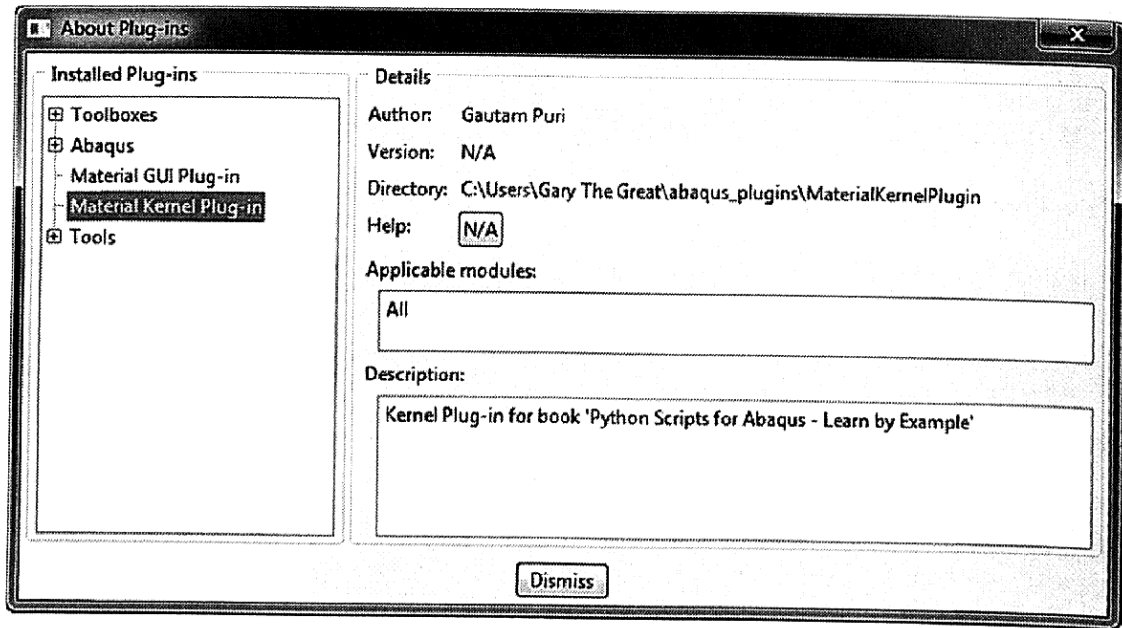 About Plug-ins
Installed Plug-ins
Toolboxes
Abaqus
Material GUI Plug-in
Material Kernel Plug-in
Tools
Details
Author: Gautam Puri
Version: N/A
Directory: C:\Users\Gary The Great\abaqus_plugins\MaterialKernelPlugin
Help: N/A
Applicable modules:
All
Description:
Kernel Plug-in for book 'Python Scripts for Abaqus - Learn by Example'
Dismiss